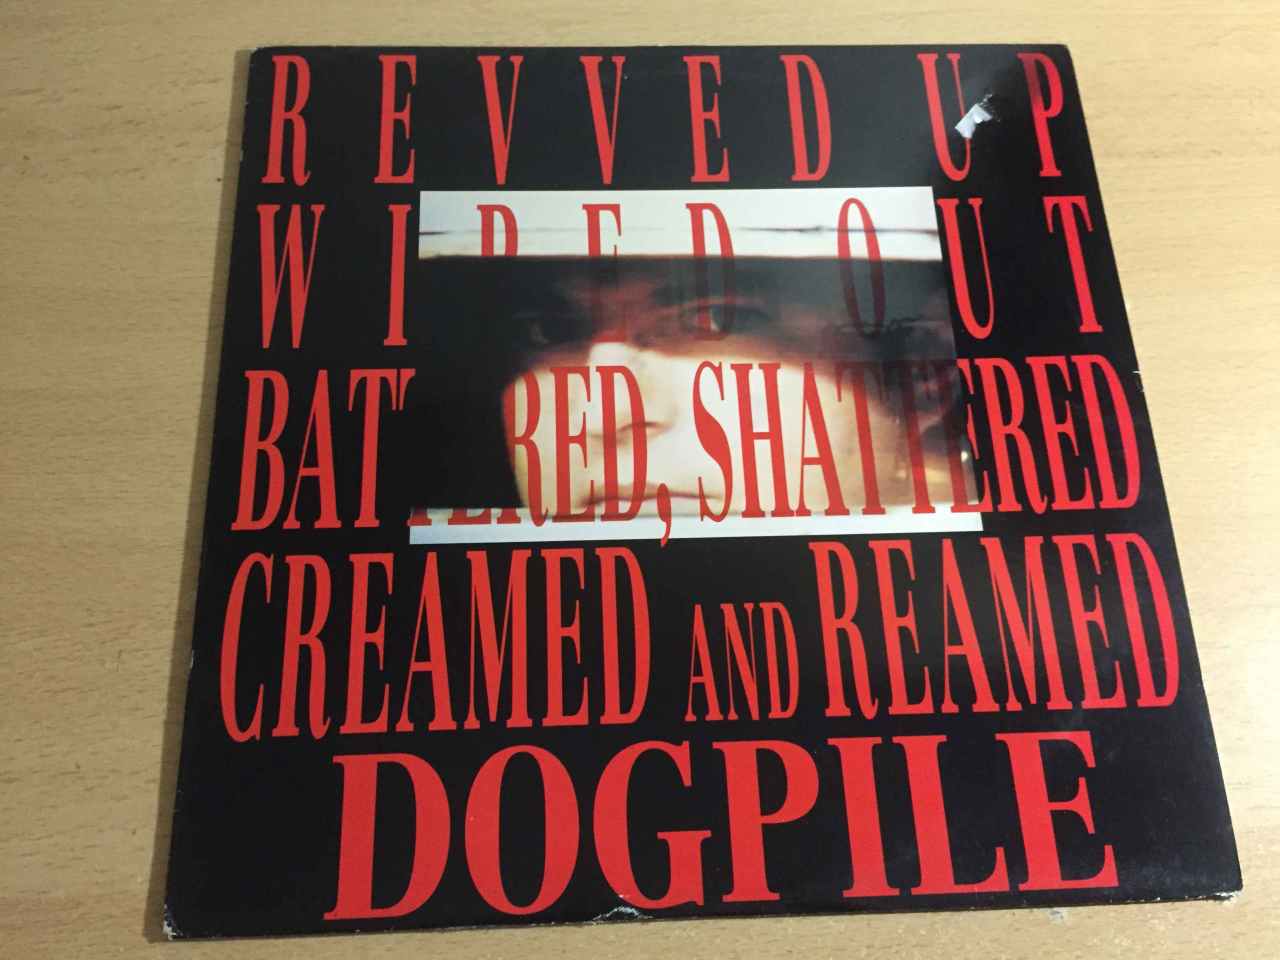 REVVED UP
WIRED OUT
BATTERED, SHATTERED
CREAMED AND REAMED
DOGPILE